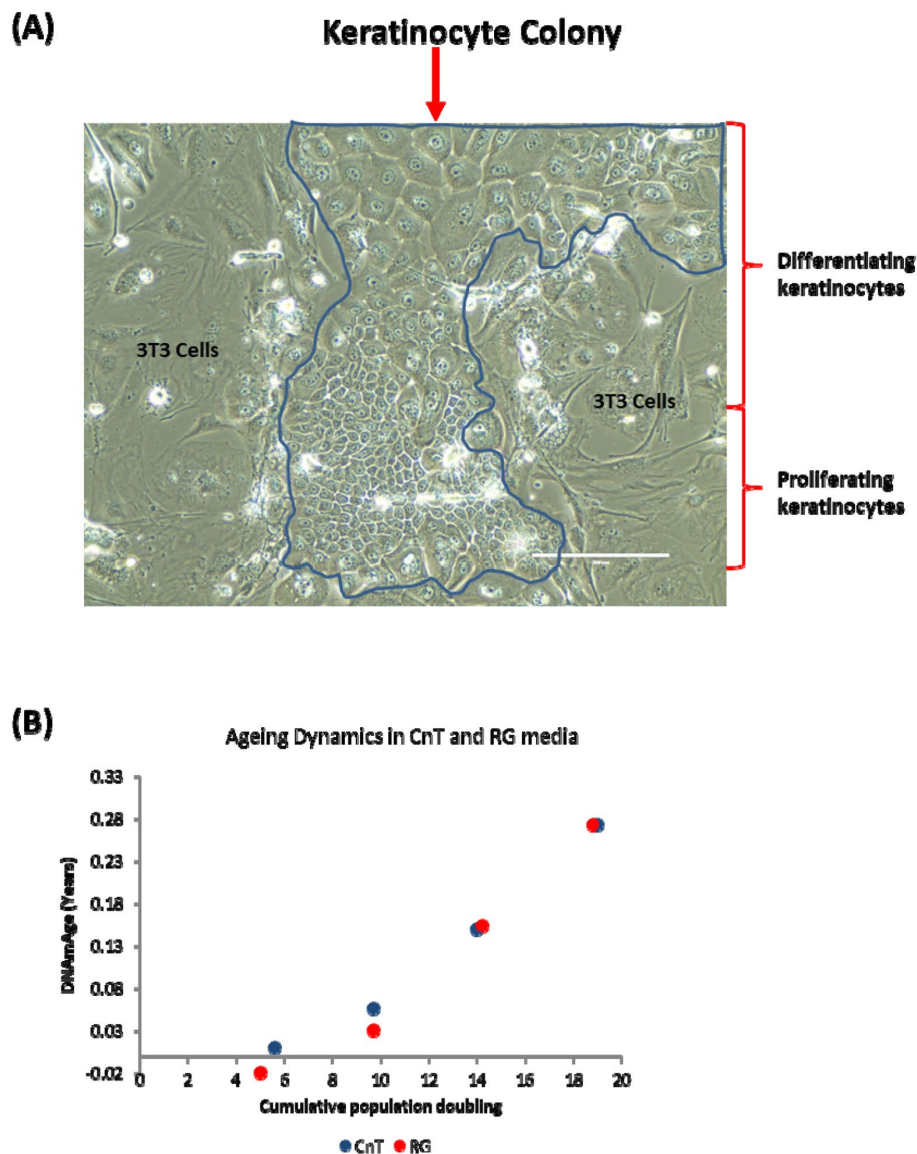 (A)
Keratinocyte Colony
3T3 Cells
3T3 Cells
Differentiating
keratinocytes
Proliferating
keratinocytes
(B)
Ageing Dynamics in CnT and RG media
DNAmAge (Years)
0.33
0.28
0.23
0.18
0.13
0.08
0.03
-0.02
0 2 4 6 8 10 12 14 16 18 20
Cumulative population doubling
CnT RG